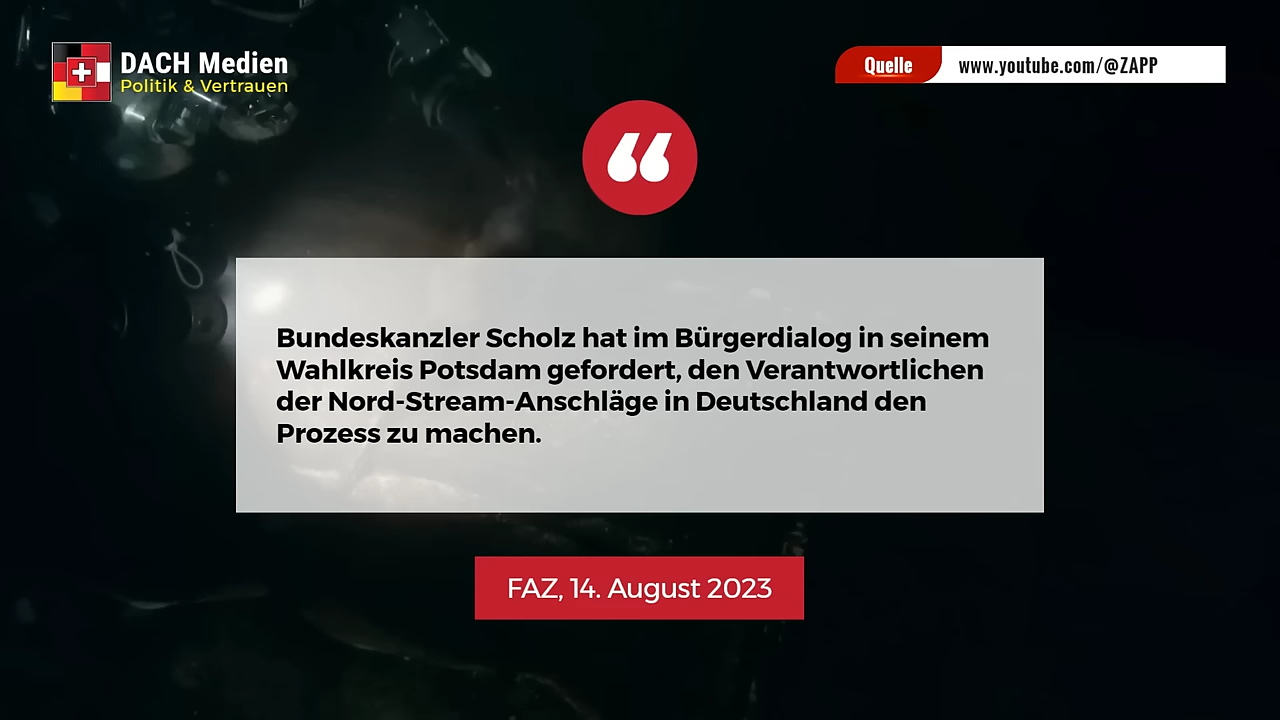 DACH Medien
Politik & Vertrauen
Quelle
www.youtube.com/@ZAPP
Bundeskanzler Scholz hat im Bürgerdialog in seinem
Wahlkreis Potsdam gefordert, den Verantwortlichen
der Nord-Stream-Anschläge in Deutschland den
Prozess zu machen.
FAZ, 14. August 2023